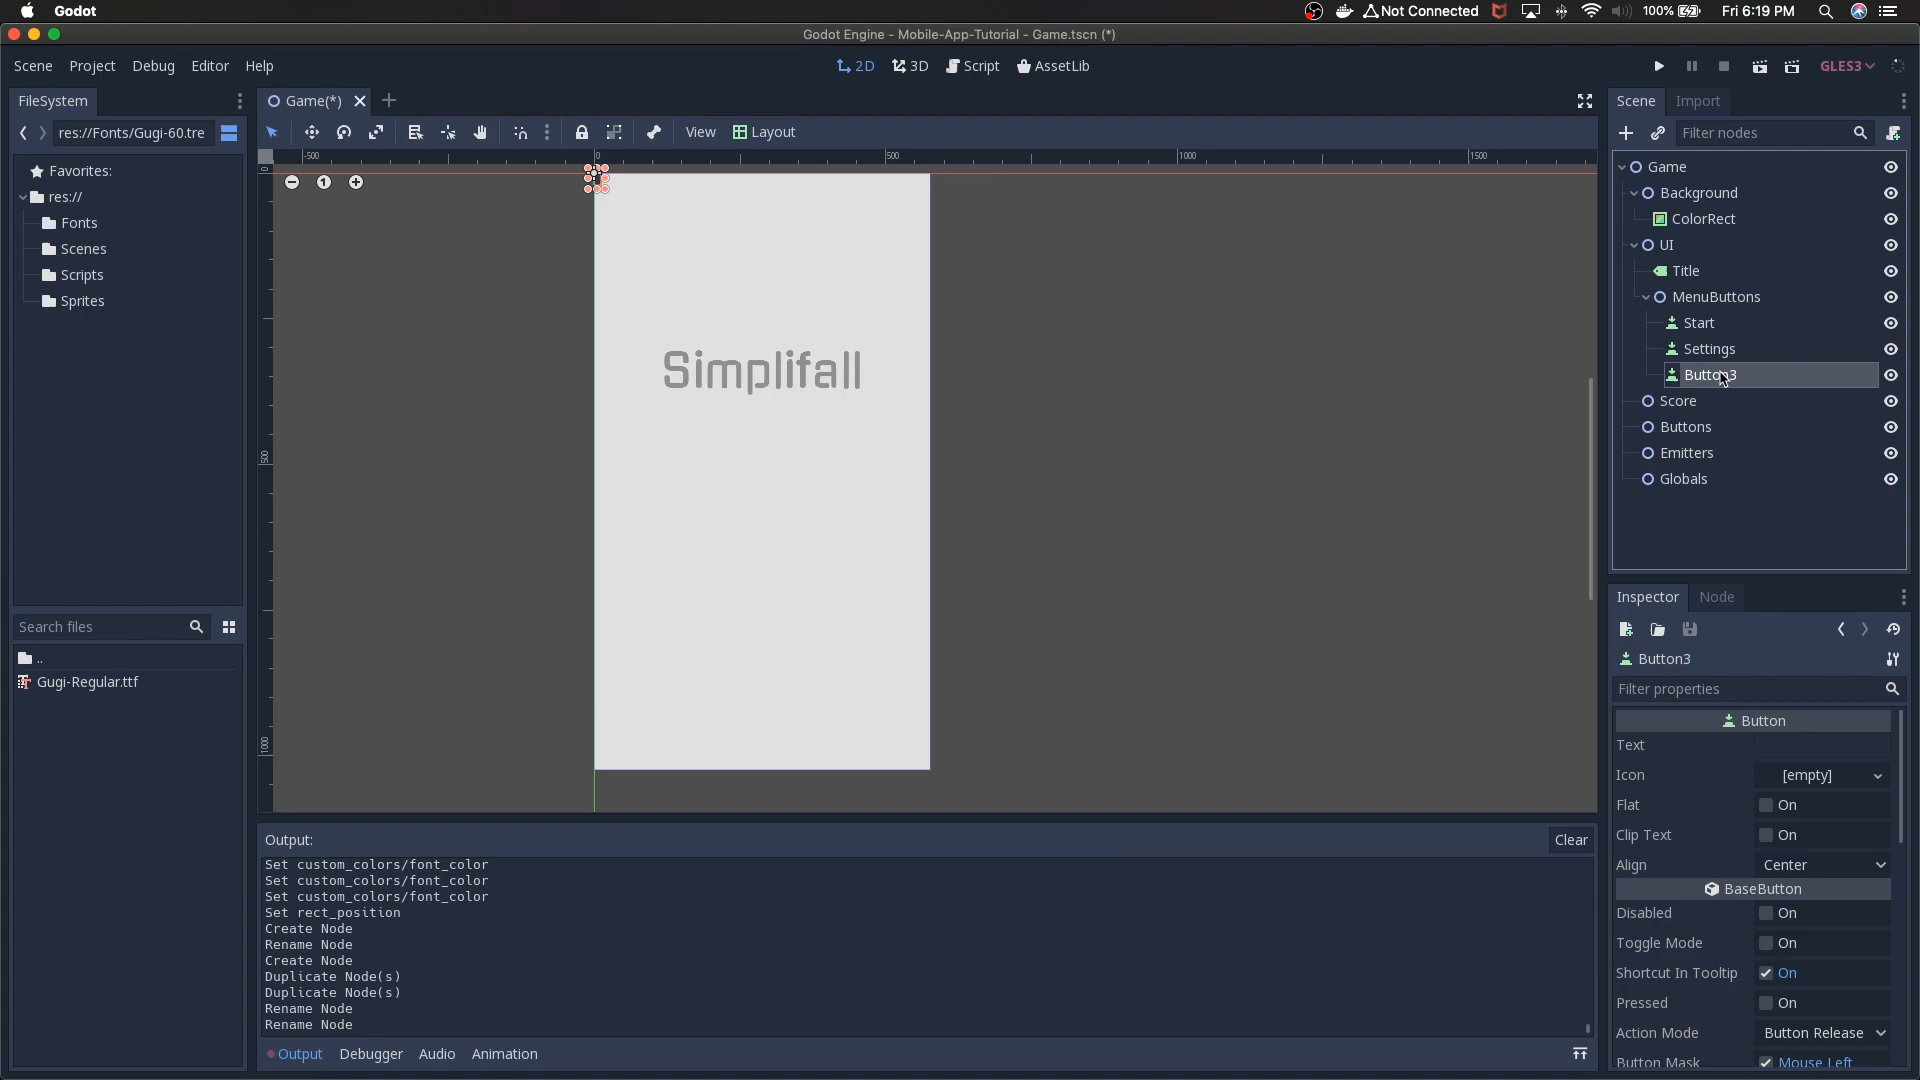 Godot
Not Connected
100%
Fri 6:19 PM
Godot Engine - Mobile-App-Tutorial - Game.tscn (*)
Scene
Project
Debug
Editor
Help
2D
3D
Script
AssetLib
GLES3
FileSystem
res://Fonts/Gugi-60.tre
Favorites:
res://
Fonts
Scenes
Scripts
Sprites
Search files
..
Gugi-Regular.ttf
Game(*)
View
Layout
-500
0
500
1000
1500
0
500
1000
1
Simplifall
Output:
Clear
Set custom_colors/font_color
Set custom_colors/font_color
Set custom_colors/font_color
Set rect_position
Create Node
Rename Node
Create Node
Duplicate Node(s)
Duplicate Node(s)
Rename Node
Rename Node
Output
Debugger
Audio
Animation
Scene
Import
Filter nodes
Game
Background
ColorRect
UI
Title
MenuButtons
Start
Settings
Button3
Score
Buttons
Emitters
Globals
Inspector
Node
Button3
Filter properties
Button
Text
Icon
[empty]
Flat
On
Clip Text
On
Align
Center
BaseButton
Disabled
On
Toggle Mode
On
Shortcut In Tooltip
On
Pressed
On
Action Mode
Button Release
Button Mask
Mouse Left